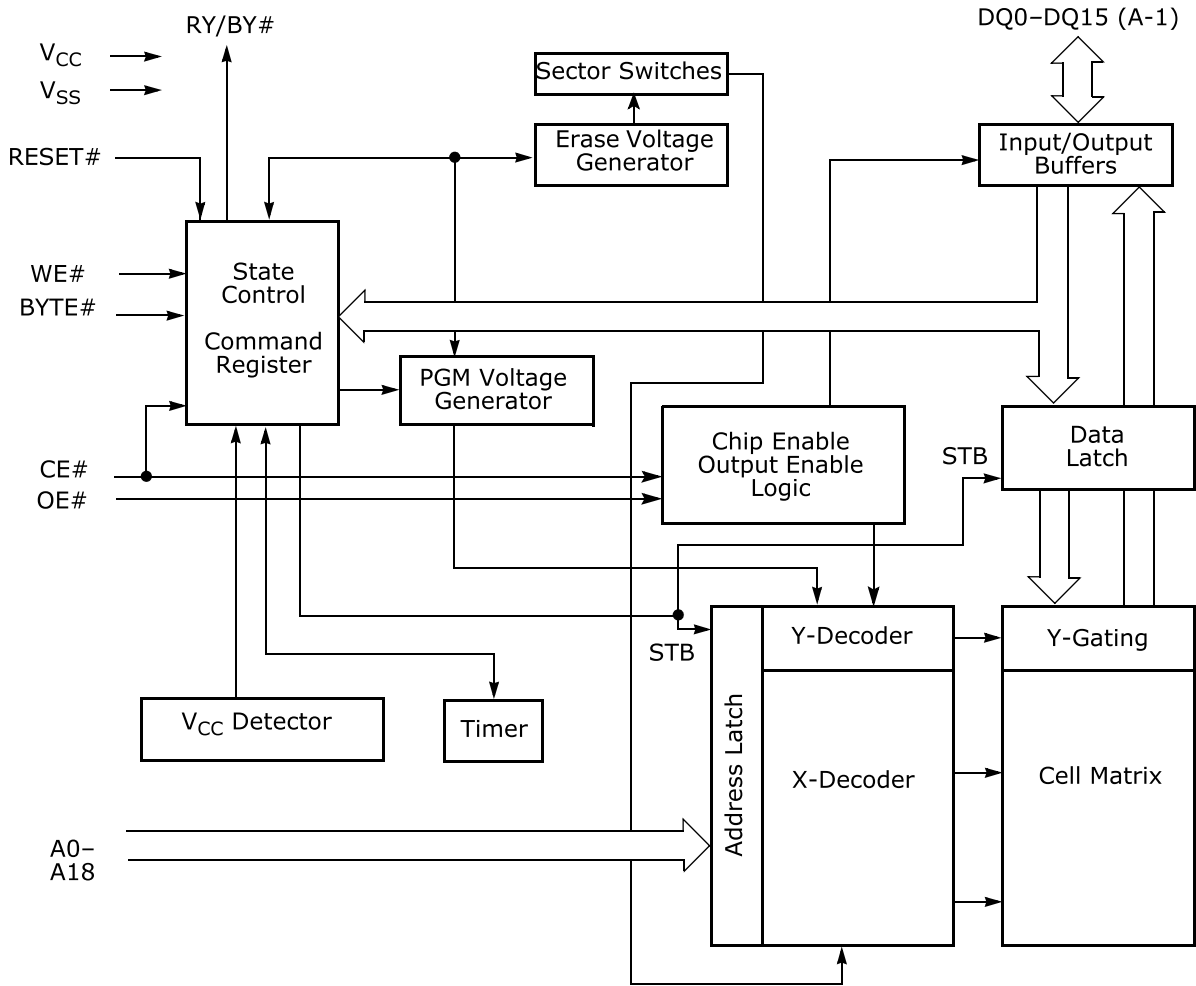 RY/BY#
DQ0–DQ15 (A-1)
VCC
VSS
Sector Switches
RESET#
Erase Voltage
Generator
Input/Output
Buffers
WE#
BYTE#
State
Control
Command
Register
PGM Voltage
Generator
CE#
OE#
Chip Enable
Output Enable
Logic
STB
Data
Latch
STB
Y-Decoder
Y-Gating
VCC Detector
Timer
Address Latch
X-Decoder
Cell Matrix
A0–
A18